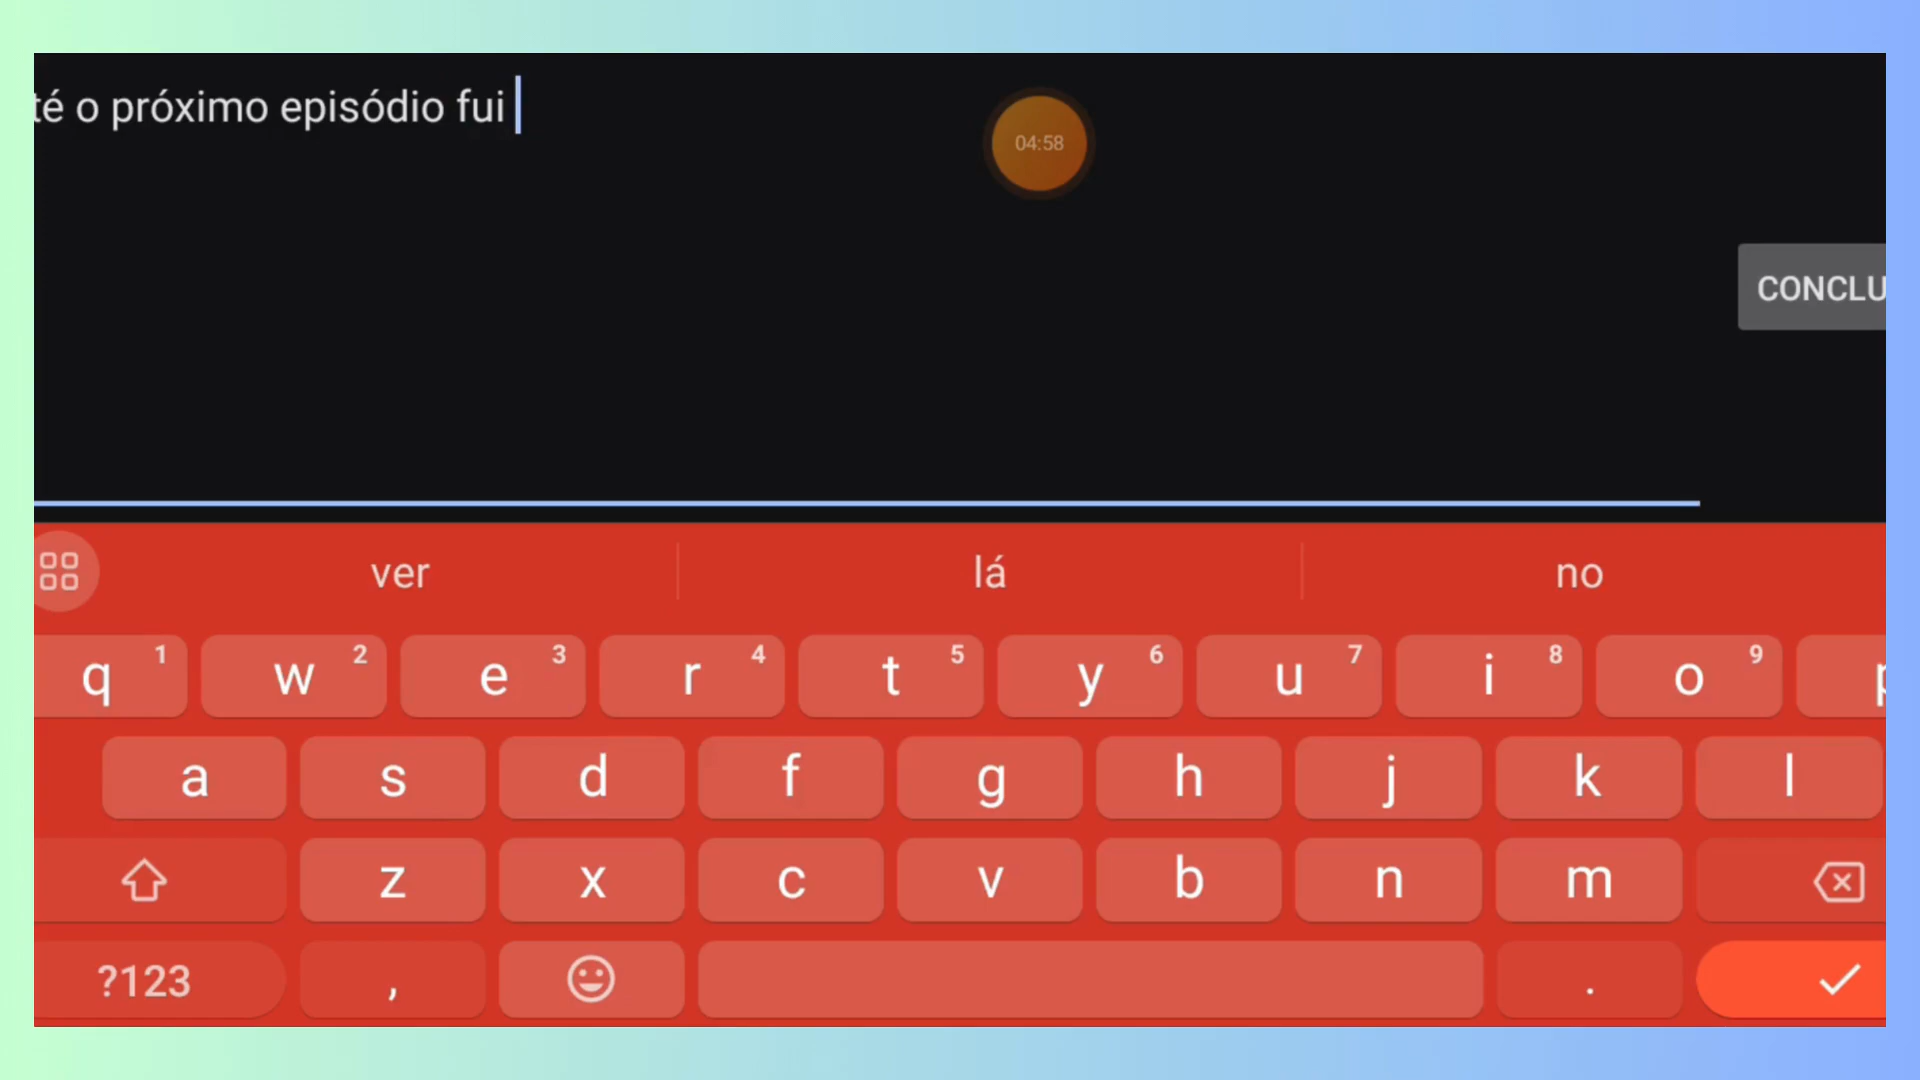 té o próximo episódio fui
04:58
CONCLU
ver lá no
q 1 w 2 e 3 r 4 t 5 y 6 u 7 i 8 o 9 p
a s d f g h j k l
z x c v b n m
?123 , .